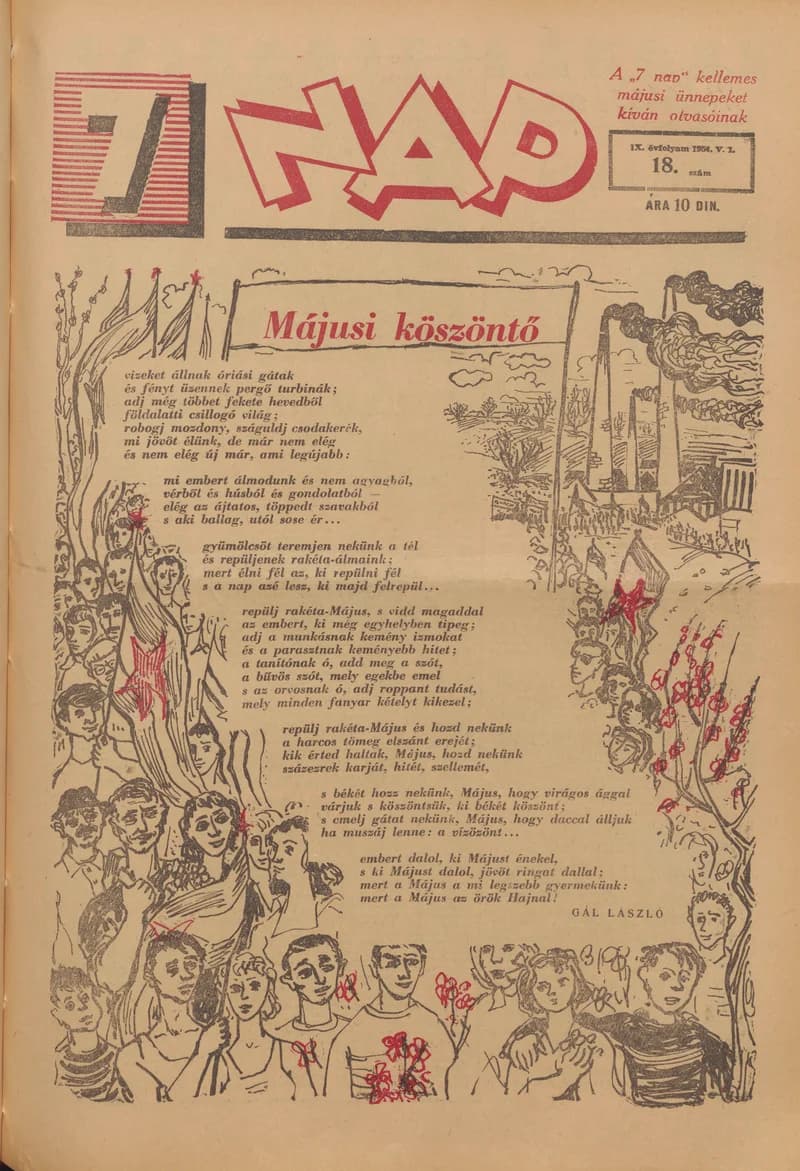 7 NAP
A „7 nap" kellemes
májusi ünnepeket
kíván olvasóinak
IX. évfolyam 1954. V. 1.
18. szám
ÁRA 10 DIN.
Májusi köszöntő
vizeket állnak óriási gátak
és fényt üzennek pergő turbinák;
adj még többet fekete hevedből
földalatti csillogó világ;
robogj mozdony, száguldj csodakerék,
mi jövőt élünk, de már nem elég
és nem elég új már, ami legújabb:
mi embert álmodunk és nem agyagból,
vérből és húsból és gondolatból —
elég az ájtatos, töppedt szavakból
s aki ballag, utól sose ér...
gyümölcsöt teremjen nekünk a tél
és repüljenek rakéta-álmaink;
mert élni fél az, ki repülni fél
s a nap azé lesz, ki majd felrepül...
repülj rakéta-Május, s vidd magaddal
az embert, ki még egyhelyben tipeg;
adj a munkásnak kemény izmokat
és a parasztnak keményebb hitet;
a tanítónak ó, add meg a szót,
a bűvös szót, mely egekbe emel
s az orvosnak ó, adj roppant tudást,
mely minden fanyar kételyt kikezel;
repülj rakéta-Május és hozd nekünk
a harcos tömeg elszánt erejét;
kik érted haltak, Május, hozd nekünk
százezrek karját, hitét, szellemét,
s békét hozz nekünk, Május, hogy virágos ággal
várjuk s köszöntsük, ki békét köszönt;
s emelj gátat nekünk, Május, hogy daccal álljuk
ha muszáj lenne: a vízözönt...
embert dalol, ki Májust énekel,
s ki Májust dalol, jövőt ringat dallal;
mert a Május a mi legszebb gyermekünk:
mert a Május az örök Hajnal!
GÁL LÁSZLÓ